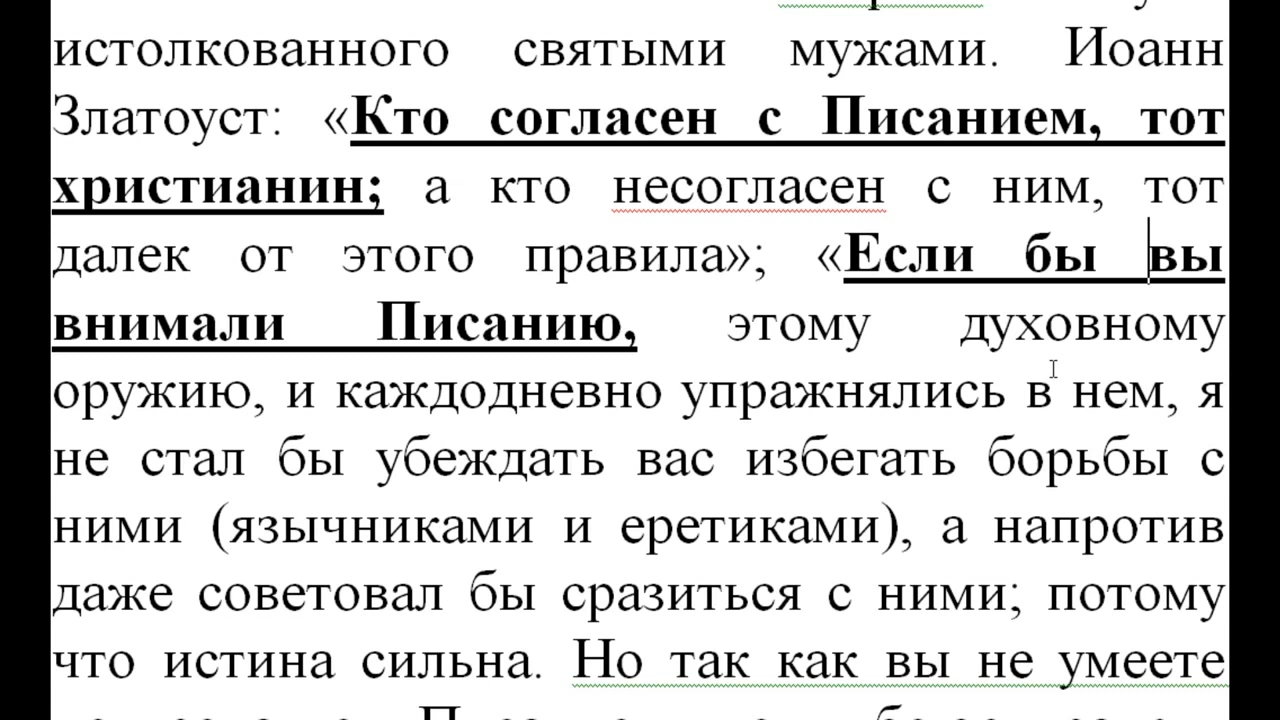 истолкованного святыми мужами. Иоанн
Златоуст: «Кто согласен с Писанием, тот
христианин; а кто несогласен с ним, тот
далек от этого правила»; «Если бы вы
внимали Писанию, этому духовному
оружию, и каждодневно упражнялись в нем, я
не стал бы убеждать вас избегать борьбы с
ними (язычниками и еретиками), а напротив
даже советовал бы сразиться с ними; потому
что истина сильна. Но так как вы не умеете